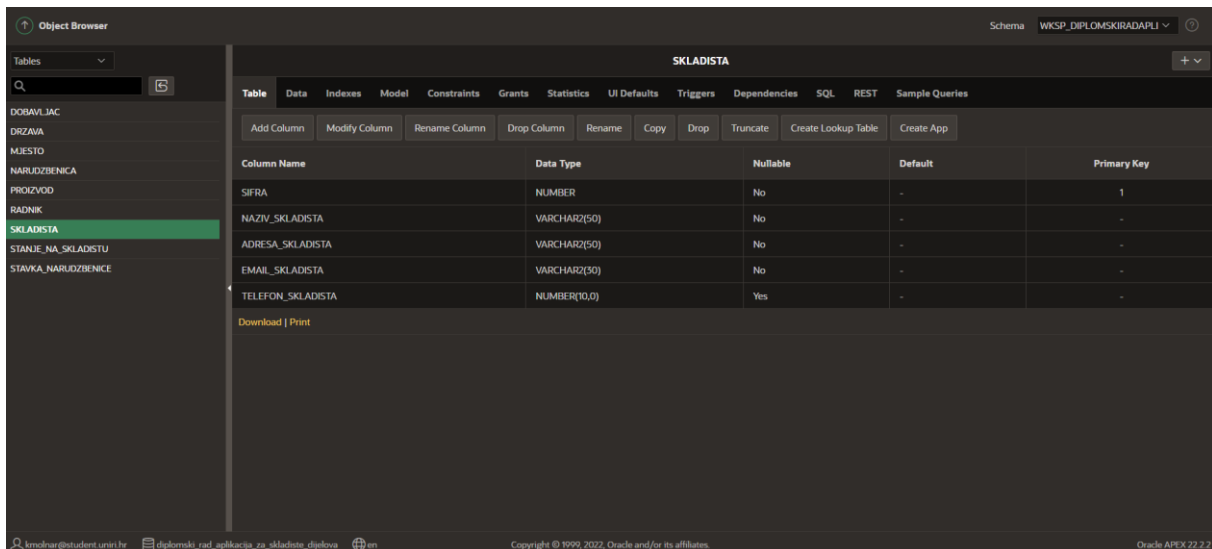 Object Browser
Schema WKSP_DIPLOMSKIRADAPLI
Tables
SKLADISTA
Table Data Indexes Model Constraints Grants Statistics UI Defaults Triggers Dependencies SQL REST Sample Queries
DOBAVLJAC
DRZAVA
MJESTO
NARUDZBENICA
PROIZVOD
RADNIK
SKLADISTA
STANJE_NA_SKLADISTU
STAVKA_NARUDZBENICE
Add Column Modify Column Rename Column Drop Column Rename Copy Drop Truncate Create Lookup Table Create App
Column Name Data Type Nullable Default Primary Key
SIFRA NUMBER No - 1
NAZIV_SKLADISTA VARCHAR2(50) No - -
ADRESA_SKLADISTA VARCHAR2(50) No - -
EMAIL_SKLADISTA VARCHAR2(30) No - -
TELEFON_SKLADISTA NUMBER(10,0) Yes - -
Download | Print
kmolnar@student.uniri.hr diplomski_rad_aplikacija_za_skladiste_dijelova en Copyright © 1999, 2022, Oracle and/or its affiliates. Oracle APEX 22.2.2